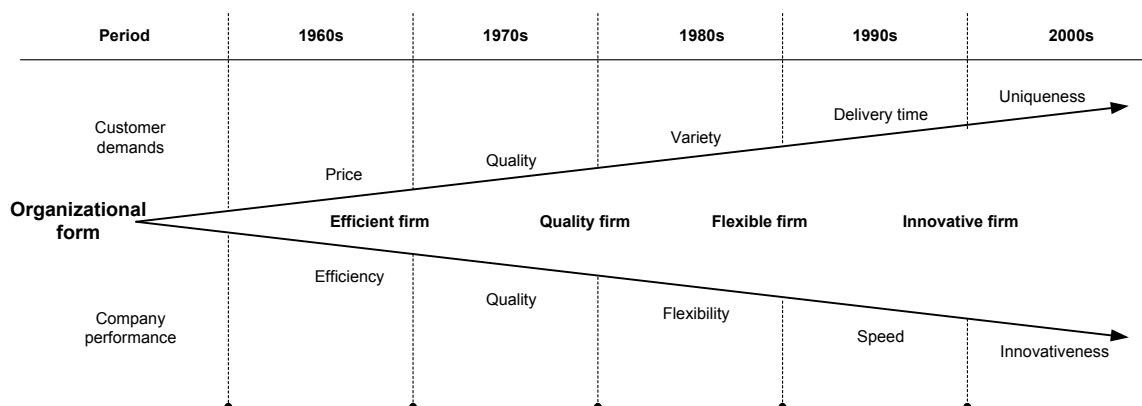 Period 1960s 1970s 1980s 1990s 2000s
Uniqueness
Delivery time
Customer
demands
Variety
Quality
Price
Organizational
form
Efficient firm Quality firm Flexible firm Innovative firm
Efficiency
Quality
Flexibility
Company
performance
Speed
Innovativeness